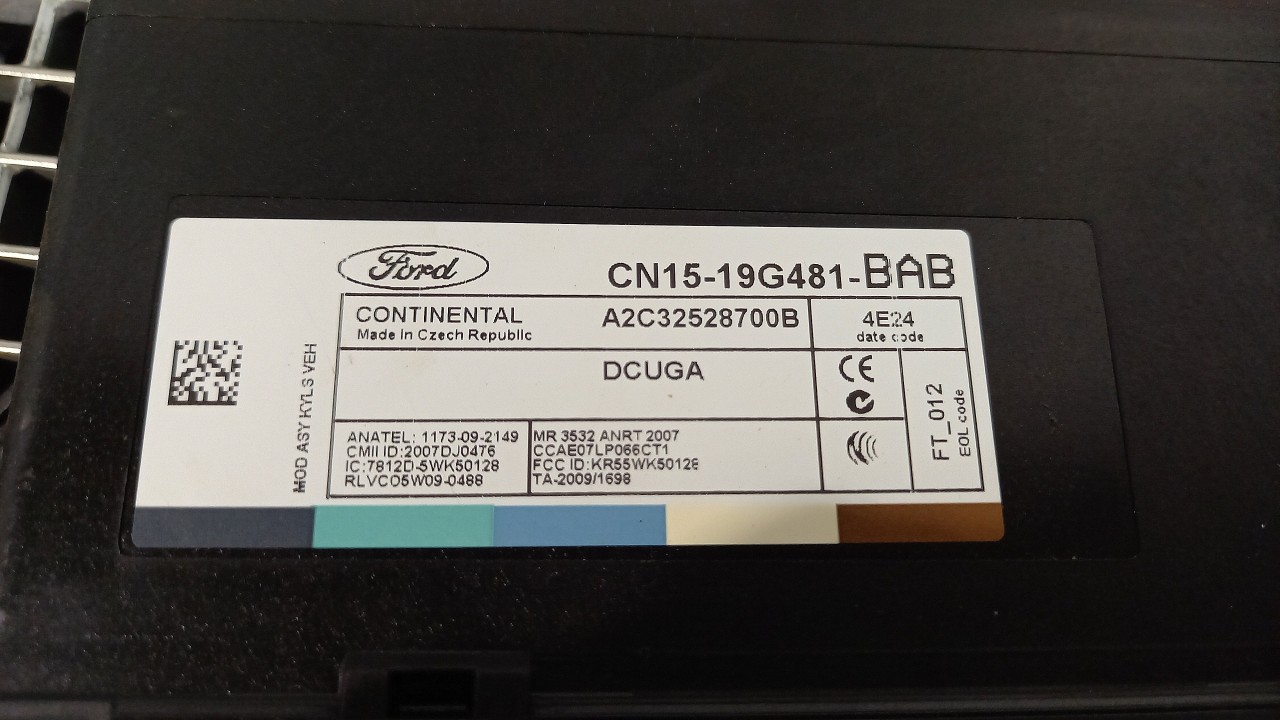 Ford
CN15-19G481-BAB
CONTINENTAL
Made in Czech Republic
A2C32528700B
4E24
date code
DCUGA
CE
MOD ASY KYLS VEH
FT_012
EOL code
ANATEL: 1173-09-2149
CMII ID:2007DJ0476
IC:7812D-5WK50128
RLVCO5W09-0488
MR 3532 ANRT 2007
CCAE07LP066CT1
FCC ID:KR55WK50128
TA-2009/1698